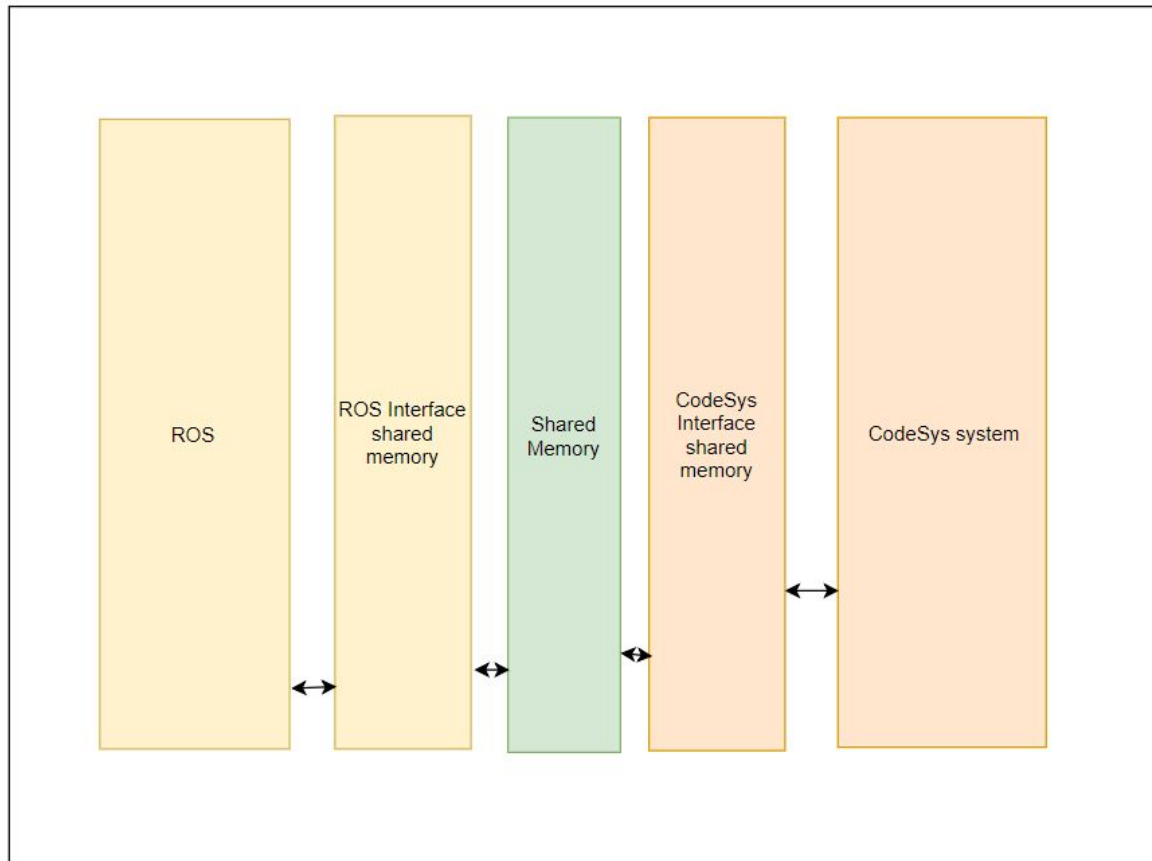 ROS
ROS Interface
shared
memory
Shared
Memory
CodeSys
Interface
shared
memory
CodeSys system